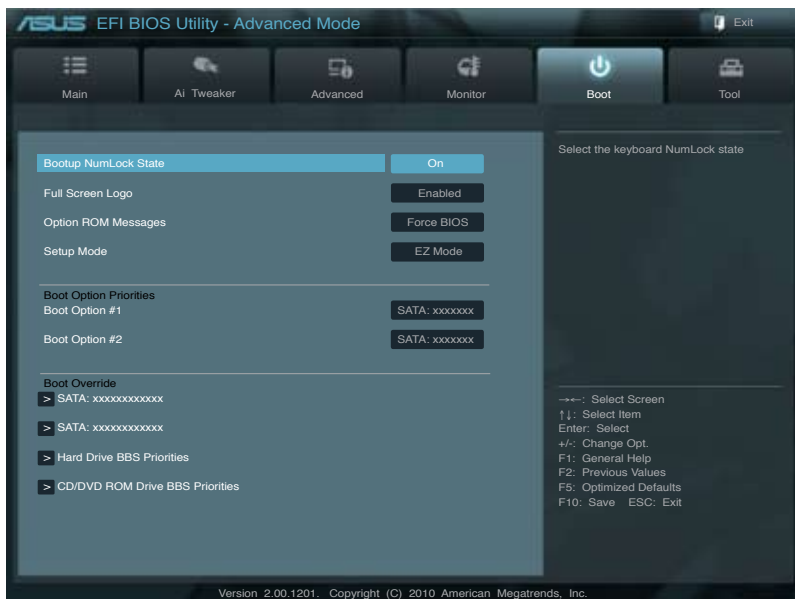 ASUS EFI BIOS Utility - Advanced Mode
Exit
Main
Ai Tweaker
Advanced
Monitor
Boot
Tool
Bootup NumLock State On
Full Screen Logo Enabled
Option ROM Messages Force BIOS
Setup Mode EZ Mode
Boot Option Priorities
Boot Option #1 SATA: xxxxxxx
Boot Option #2 SATA: xxxxxxx
Boot Override
> SATA: xxxxxxxxxxxx
> SATA: xxxxxxxxxxxx
> Hard Drive BBS Priorities
> CD/DVD ROM Drive BBS Priorities
Select the keyboard NumLock state
→←: Select Screen
↑↓: Select Item
Enter: Select
+/-: Change Opt.
F1: General Help
F2: Previous Values
F5: Optimized Defaults
F10: Save ESC: Exit
Version 2.00.1201. Copyright (C) 2010 American Megatrends, Inc.